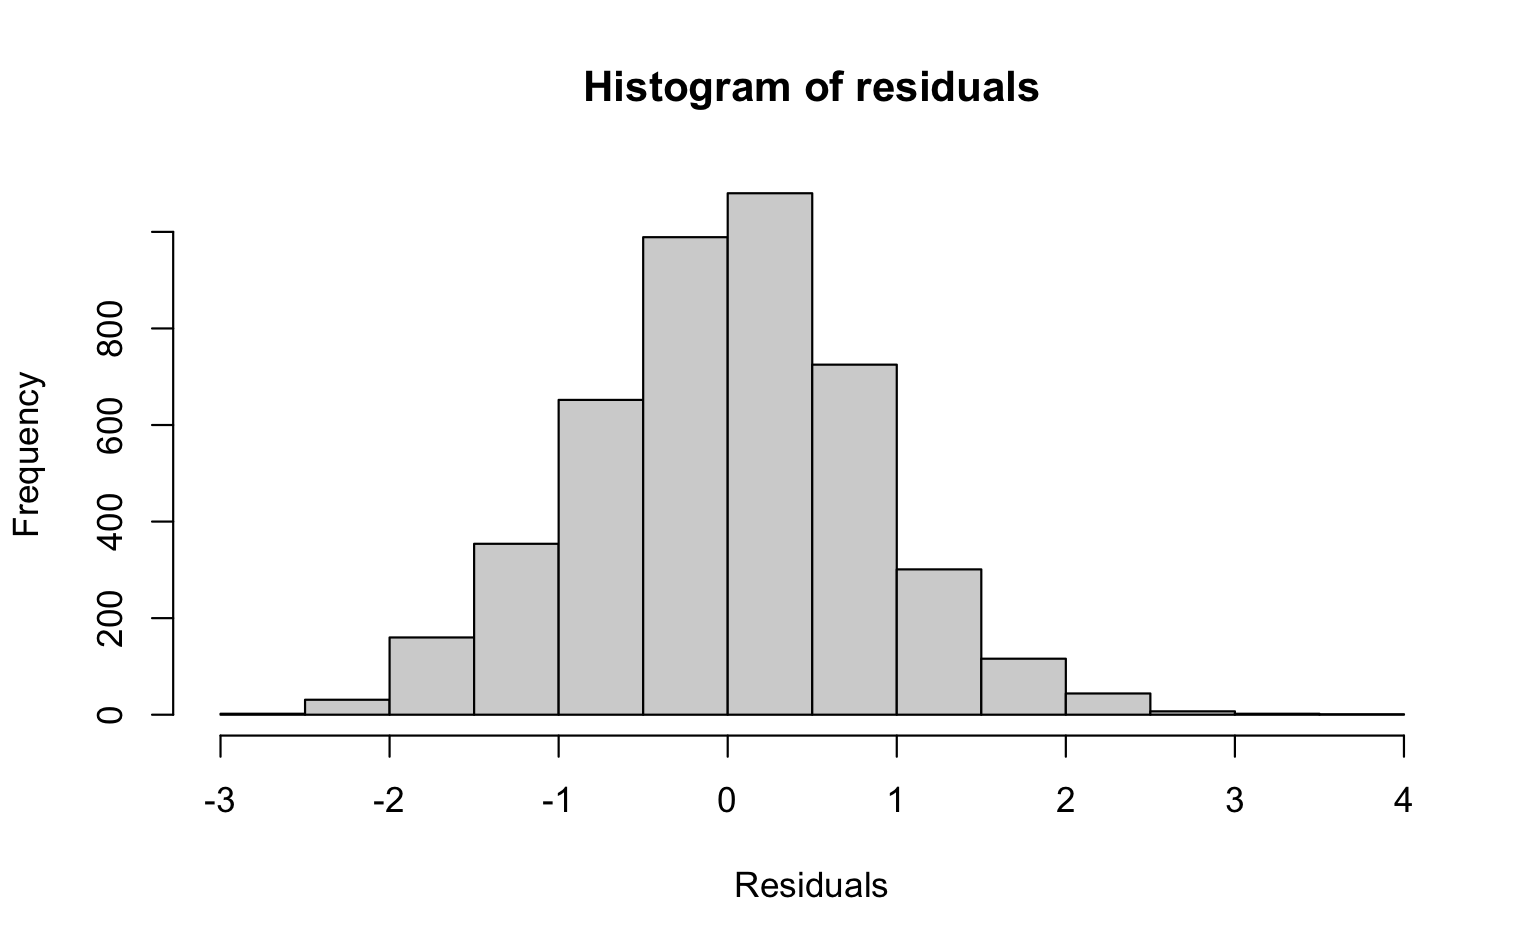 Histogram of residuals
Frequency
800
600
400
200
0
-3 -2 -1 0 1 2 3 4
Residuals